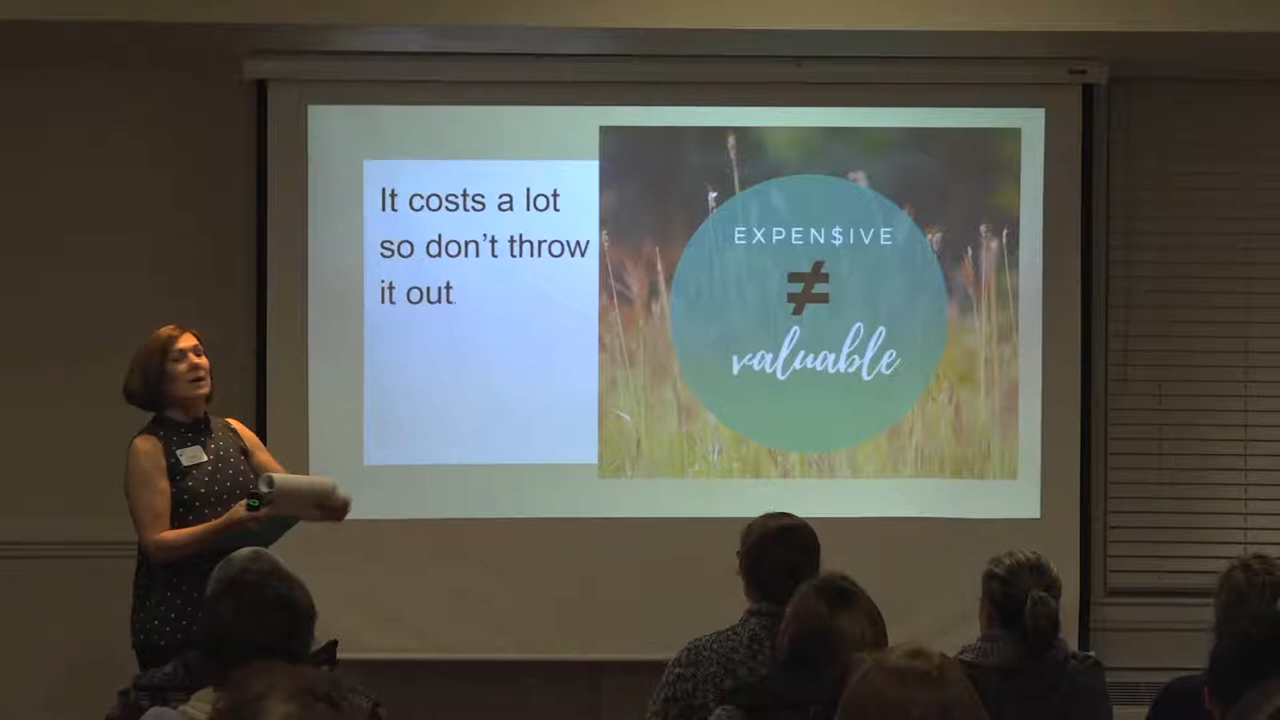 It costs a lot
so don't throw
it out.
EXPEN$IVE
≠
valuable